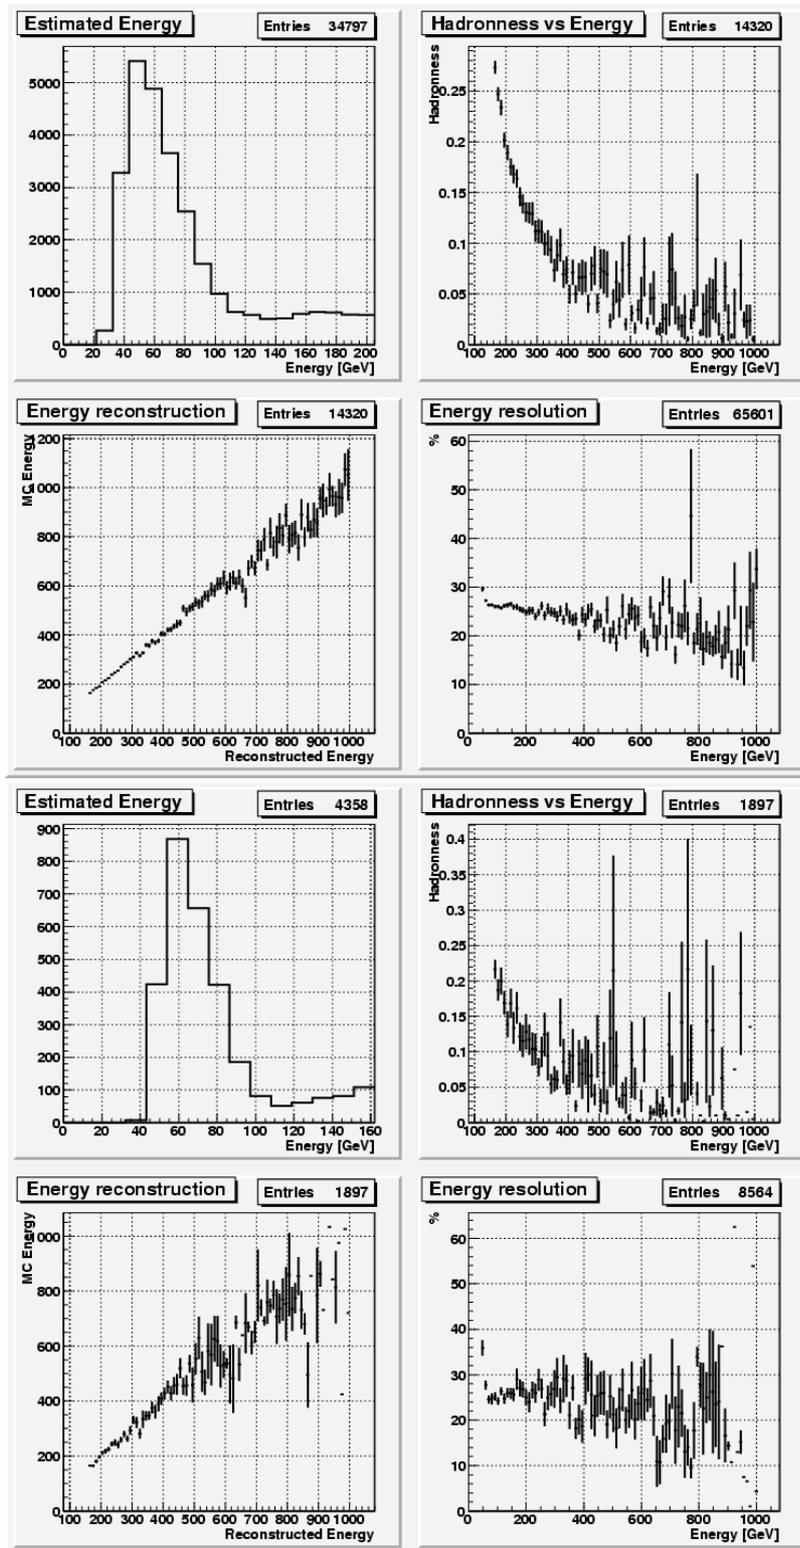 Estimated Energy
Entries 34797
5000
4000
3000
2000
1000
0
0 20 40 60 80 100 120 140 160 180 200
Energy [GeV]
Hadronness vs Energy
Entries 14320
Hadronness
0.25
0.2
0.15
0.1
0.05
0
100 200 300 400 500 600 700 800 900 1000
Energy [GeV]
Energy reconstruction
Entries 14320
MC Energy
1200
1000
800
600
400
200
0
100 200 300 400 500 600 700 800 900 1000
Reconstructed Energy
Energy resolution
Entries 65601
%
60
50
40
30
20
10
0
0 200 400 600 800 1000
Energy [GeV]
Estimated Energy
Entries 4358
900
800
700
600
500
400
300
200
100
0
0 20 40 60 80 100 120 140 160
Energy [GeV]
Hadronness vs Energy
Entries 1897
Hadronness
0.4
0.35
0.3
0.25
0.2
0.15
0.1
0.05
0
100 200 300 400 500 600 700 800 900 1000
Energy [GeV]
Energy reconstruction
Entries 1897
MC Energy
1000
800
600
400
200
0
100 200 300 400 500 600 700 800 900 1000
Reconstructed Energy
Energy resolution
Entries 8564
%
60
50
40
30
20
10
0
0 200 400 600 800 1000
Energy [GeV]